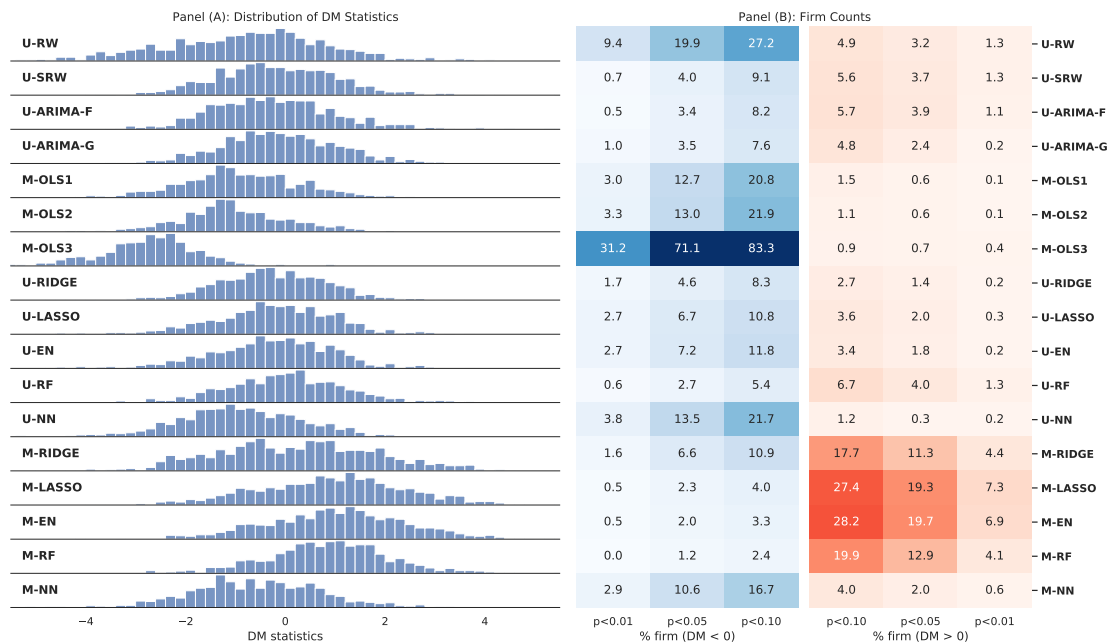 Panel (A): Distribution of DM Statistics
Panel (B): Firm Counts
U-RW 9.4 19.9 27.2 4.9 3.2 1.3 U-RW
U-SRW 0.7 4.0 9.1 5.6 3.7 1.3 U-SRW
U-ARIMA-F 0.5 3.4 8.2 5.7 3.9 1.1 U-ARIMA-F
U-ARIMA-G 1.0 3.5 7.6 4.8 2.4 0.2 U-ARIMA-G
M-OLS1 3.0 12.7 20.8 1.5 0.6 0.1 M-OLS1
M-OLS2 3.3 13.0 21.9 1.1 0.6 0.1 M-OLS2
M-OLS3 31.2 71.1 83.3 0.9 0.7 0.4 M-OLS3
U-RIDGE 1.7 4.6 8.3 2.7 1.4 0.2 U-RIDGE
U-LASSO 2.7 6.7 10.8 3.6 2.0 0.3 U-LASSO
U-EN 2.7 7.2 11.8 3.4 1.8 0.2 U-EN
U-RF 0.6 2.7 5.4 6.7 4.0 1.3 U-RF
U-NN 3.8 13.5 21.7 1.2 0.3 0.2 U-NN
M-RIDGE 1.6 6.6 10.9 17.7 11.3 4.4 M-RIDGE
M-LASSO 0.5 2.3 4.0 27.4 19.3 7.3 M-LASSO
M-EN 0.5 2.0 3.3 28.2 19.7 6.9 M-EN
M-RF 0.0 1.2 2.4 19.9 12.9 4.1 M-RF
M-NN 2.9 10.6 16.7 4.0 2.0 0.6 M-NN
−4 −2 0 2 4 p<0.01 p<0.05 p<0.10 p<0.10 p<0.05 p<0.01
DM statistics % firm (DM < 0) % firm (DM > 0)